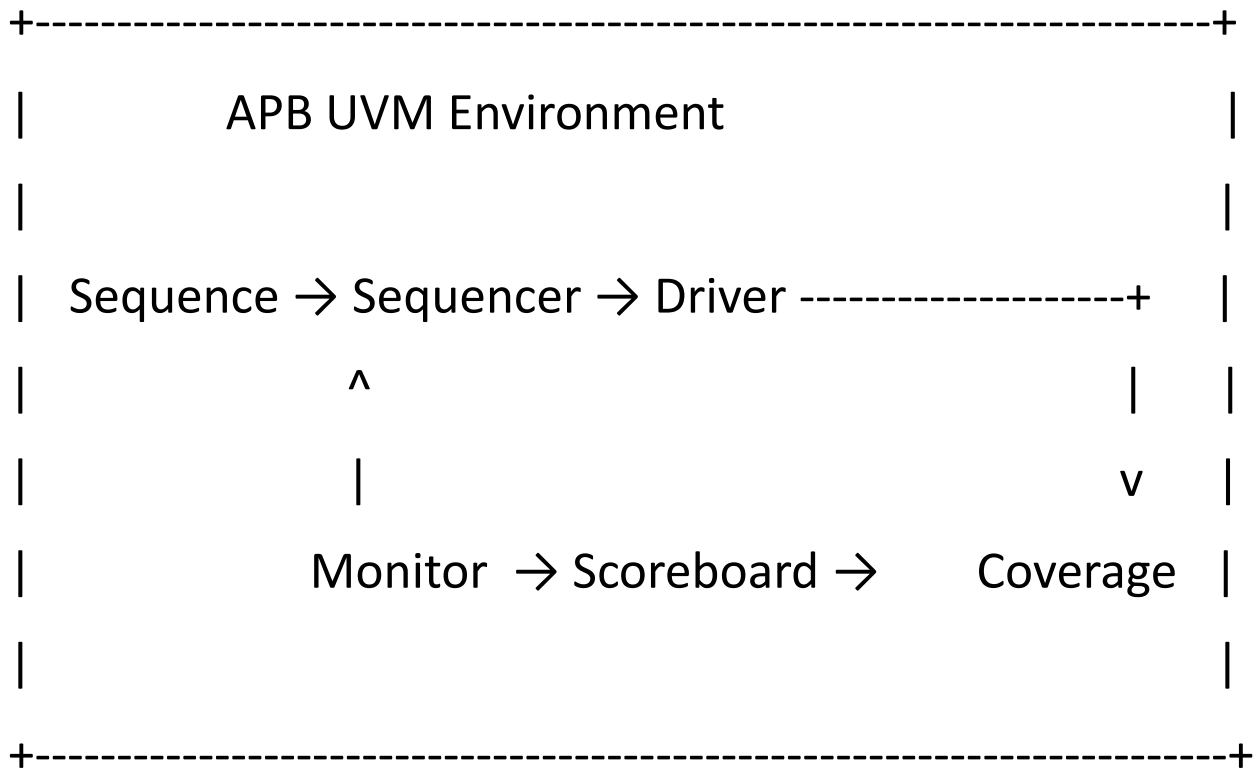 +-------------------------------------------------------------------------+
| APB UVM Environment |
| |
| Sequence → Sequencer → Driver --------------------+ |
| ^ | |
| | v |
| Monitor → Scoreboard → Coverage |
| |
+--------------------------------------------------------------------------+